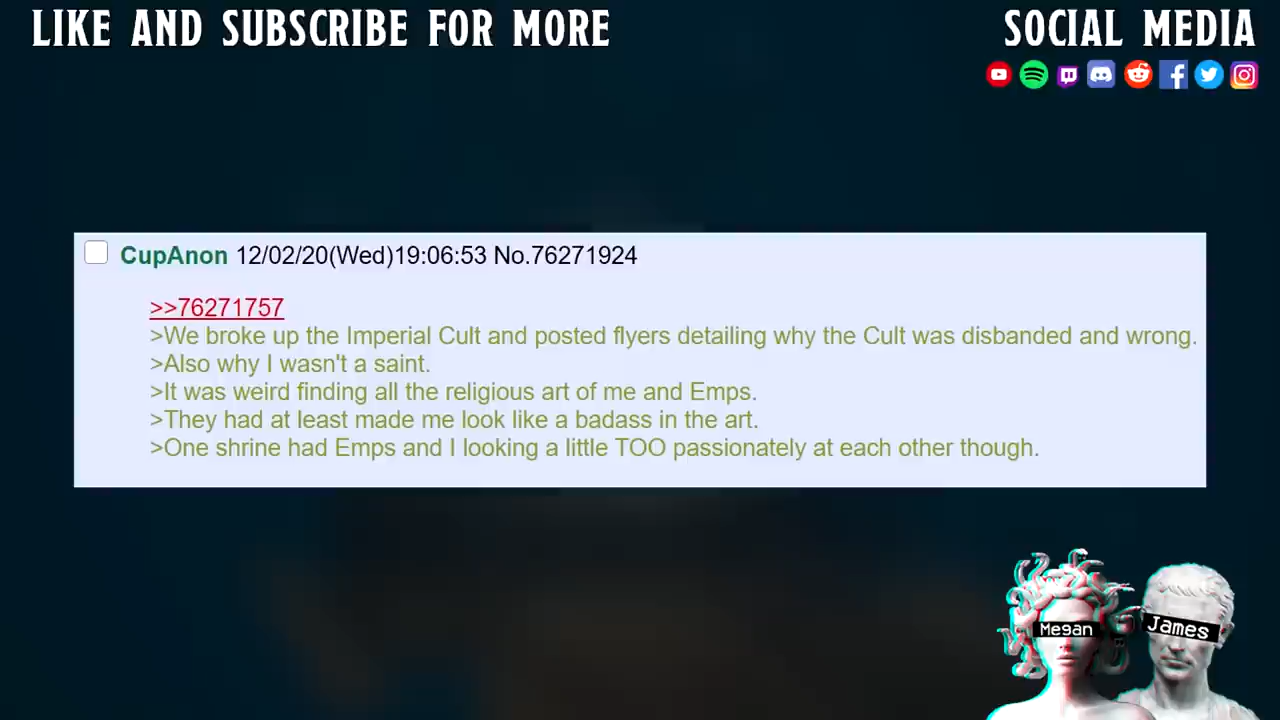 LIKE AND SUBSCRIBE FOR MORE
SOCIAL MEDIA
CupAnon 12/02/20(Wed)19:06:53 No.76271924
>>76271757
>We broke up the Imperial Cult and posted flyers detailing why the Cult was disbanded and wrong.
>Also why I wasn't a saint.
>It was weird finding all the religious art of me and Emps.
>They had at least made me look like a badass in the art.
>One shrine had Emps and I looking a little TOO passionately at each other though.
Megan
James